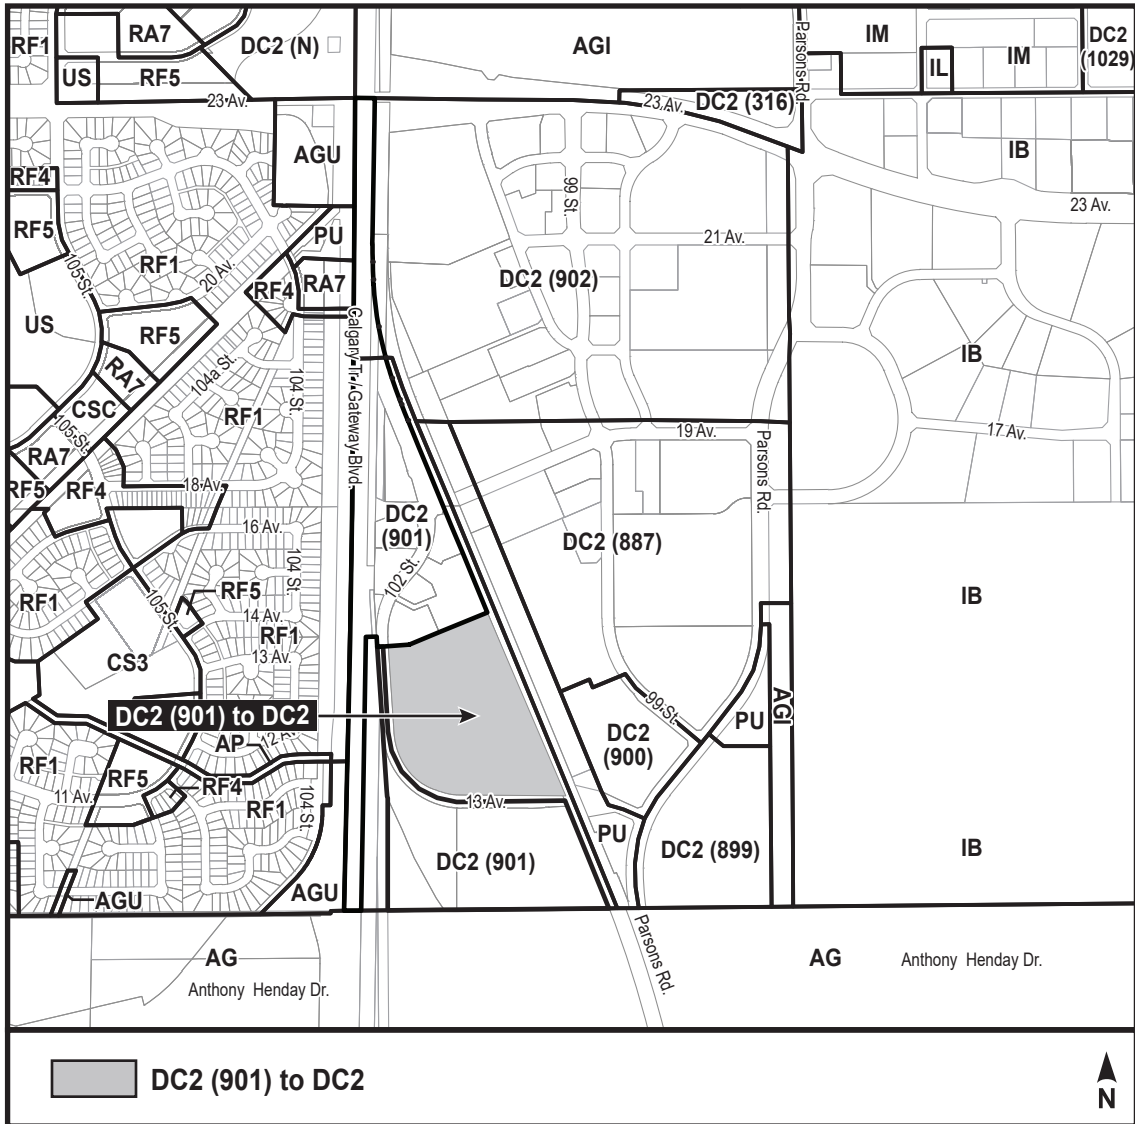 RF1
RA7
DC2 (N)
AGI
Parsons Rd.
IM
DC2
(1029)
US
RF5
IL
IM
23 Av.
23 Av.
DC2 (316)
AGU
IB
RF4
99 St.
RF5
23 Av.
PU
21 Av.
105 St.
RF1
20 Av.
DC2 (902)
RF4
RA7
US
RF5
Calgary Tr./ Gateway Blvd
IB
RA7
104a St.
104 St.
CSC
RF1
105 St.
19 Av.
17 Av.
RA7
Parsons Rd.
RF5
RF4
18 Av.
DC2
(901)
16 Av.
DC2 (887)
104 St.
102 St.
RF1
105 St.
RF5
IB
14 Av.
RF1
13 Av.
CS3
AGI
99 St.
DC2 (901) to DC2
PU
DC2
(900)
AP
12 Av.
RF1
RF5
RF4
11 Av.
RF1
104 St.
13 Av.
PU
DC2 (901)
DC2 (899)
IB
AGU
AGU
Parsons Rd.
AG
Anthony Henday Dr.
AG
Anthony Henday Dr.
DC2 (901) to DC2
N